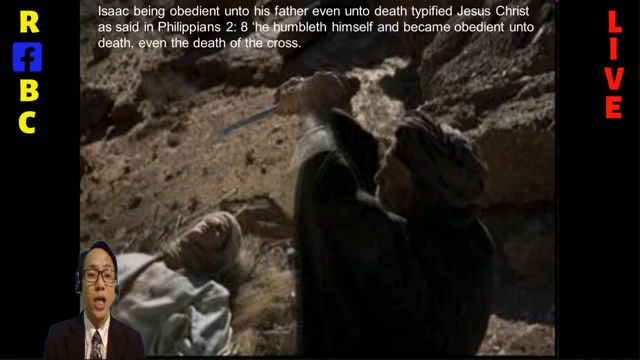 Isaac being obedient unto his father even unto death typified Jesus Christ
as said in Philippians 2: 8 ‘he humbleth himself and became obedient unto
death, even the death of the cross.
R
f
B
C
L
I
V
E